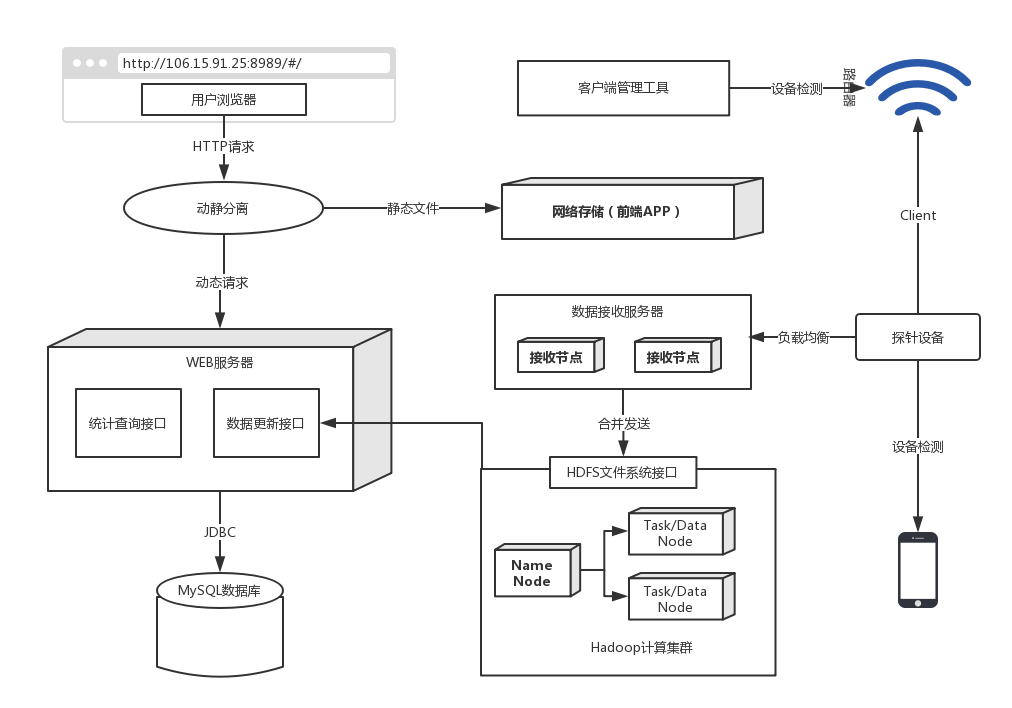 http://106.15.91.25:8989/#/
用户浏览器
HTTP请求
动静分离
静态文件
网络存储（前端APP）
动态请求
WEB服务器
统计查询接口
数据更新接口
JDBC
MySQL数据库
客户端管理工具
设备检测
路由器
Client
探针设备
负载均衡
数据接收服务器
接收节点
接收节点
合并发送
HDFS文件系统接口
Name
Node
Task/Data
Node
Task/Data
Node
Hadoop计算集群
设备检测